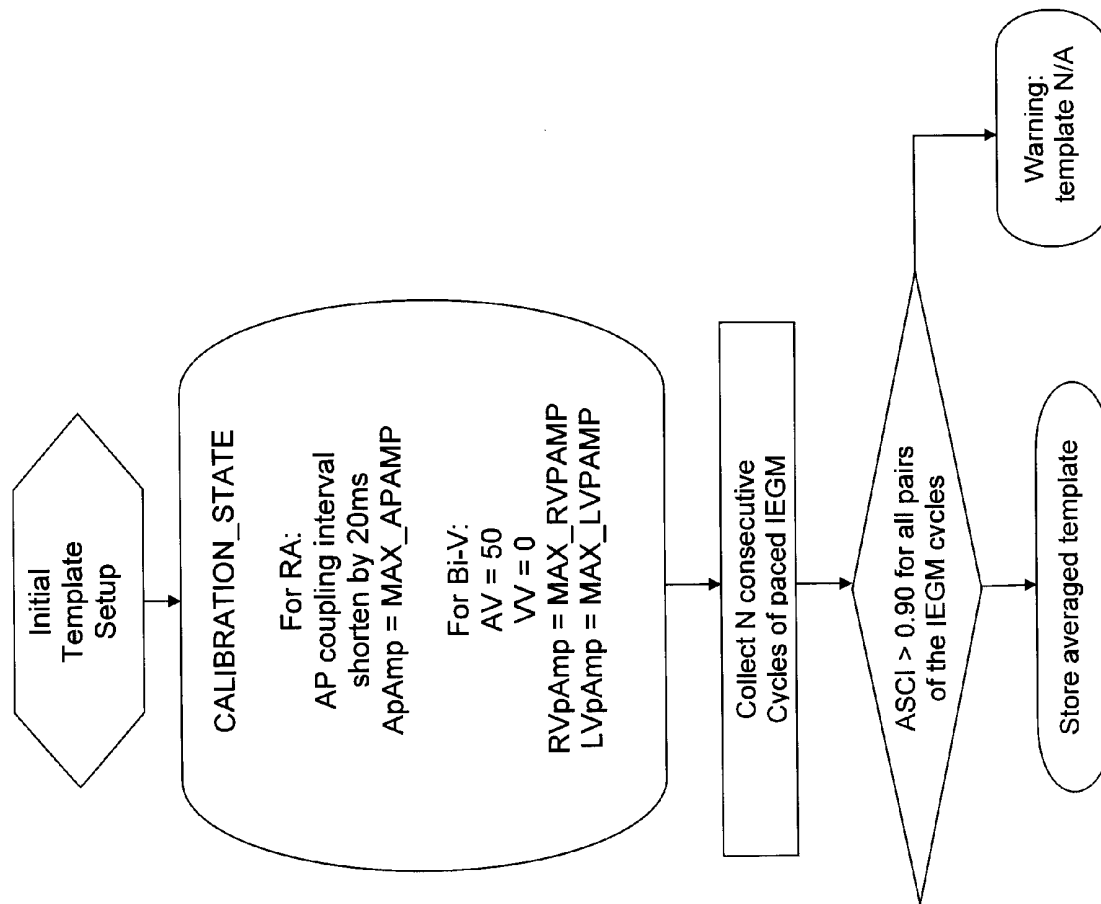 Initial
Template
Setup
CALIBRATION_STATE
For RA:
AP coupling interval
shorten by 20ms
ApAmp = MAX_APAMP
For Bi-V:
AV = 50
VV = 0
RVpAmp = MAX_RVPAMP
LVpAmp = MAX_LVPAMP
Collect N consecutive
Cycles of paced IEGM
ASCI > 0.90 for all pairs
of the IEGM cycles
Warning:
template N/A
Store averaged template